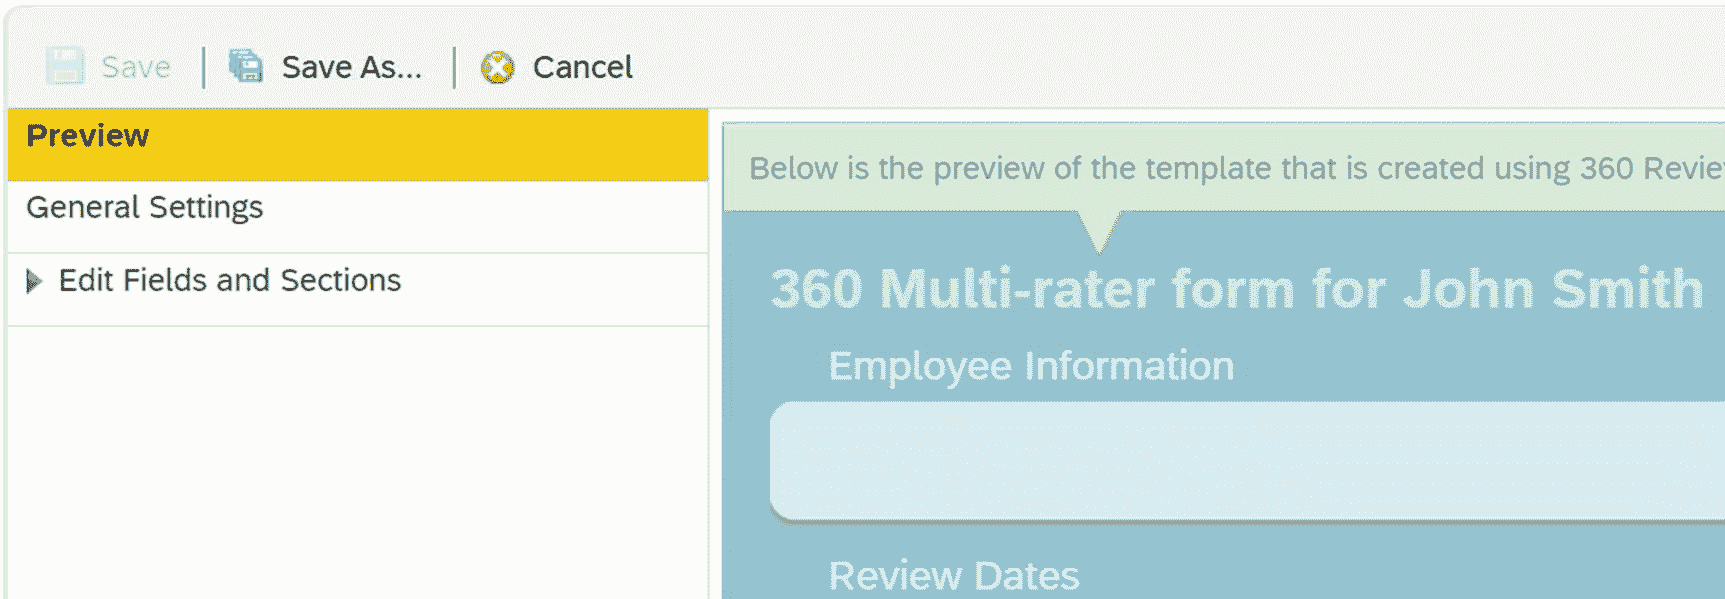 Save Save As... Cancel
Preview
General Settings
Edit Fields and Sections
Below is the preview of the template that is created using 360
360 Multi-rater form for John Smith
Employee Information
Review Dates